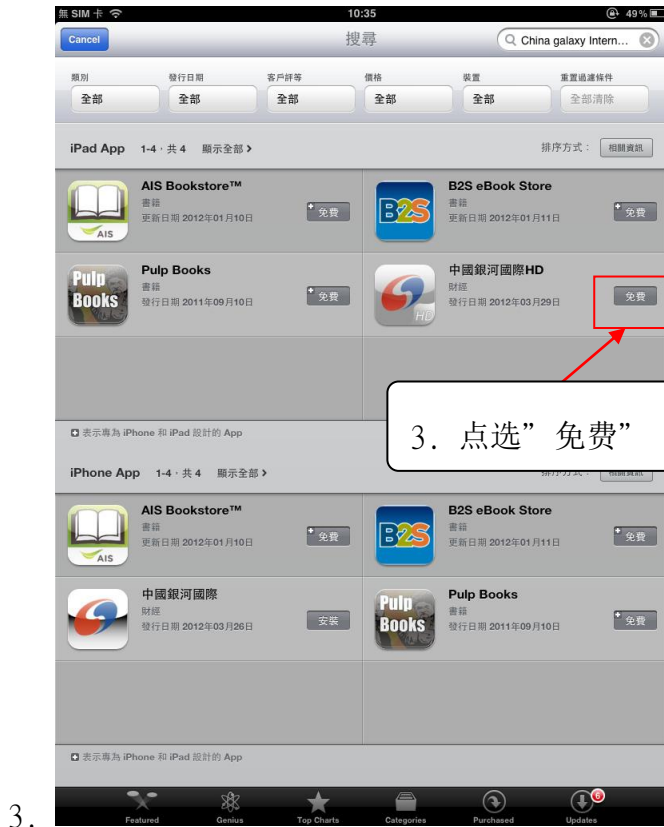 無 SIM 卡 10:35 49%
Cancel 搜尋 China galaxy Intern...
類別 發行日期 客戶評等 價格 裝置 重置過濾條件
全部 全部 全部 全部 全部 全部清除
iPad App 1-4，共 4 顯示全部 › 排序方式： 相關資訊
AIS Bookstore™
書籍
更新日期 2012年01月10日
+ 免費
AIS
B2S eBook Store
書籍
更新日期 2012年01月11日
+ 免費
B2S
Pulp Books
書籍
發行日期 2011年09月10日
+ 免費
Pulp
Books
中國銀河國際HD
財經
發行日期 2012年03月29日
免費
HD
3. 点选”免费”
+ 表示專為 iPhone 和 iPad 設計的 App
iPhone App 1-4，共 4 顯示全部 › 排序方式： 相關資訊
AIS Bookstore™
書籍
更新日期 2012年01月10日
+ 免費
AIS
B2S eBook Store
書籍
更新日期 2012年01月11日
+ 免費
B2S
中國銀河國際
財經
發行日期 2012年03月26日
安裝
Pulp Books
書籍
發行日期 2011年09月10日
+ 免費
Pulp
Books
+ 表示專為 iPhone 和 iPad 設計的 App
Featured Genius Top Charts Categories Purchased Updates
6
3.